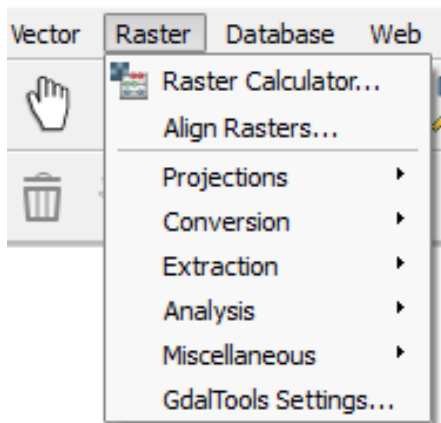 Vector Raster Database Web
Raster Calculator...
Align Rasters...
Projections
Conversion
Extraction
Analysis
Miscellaneous
GdalTools Settings...